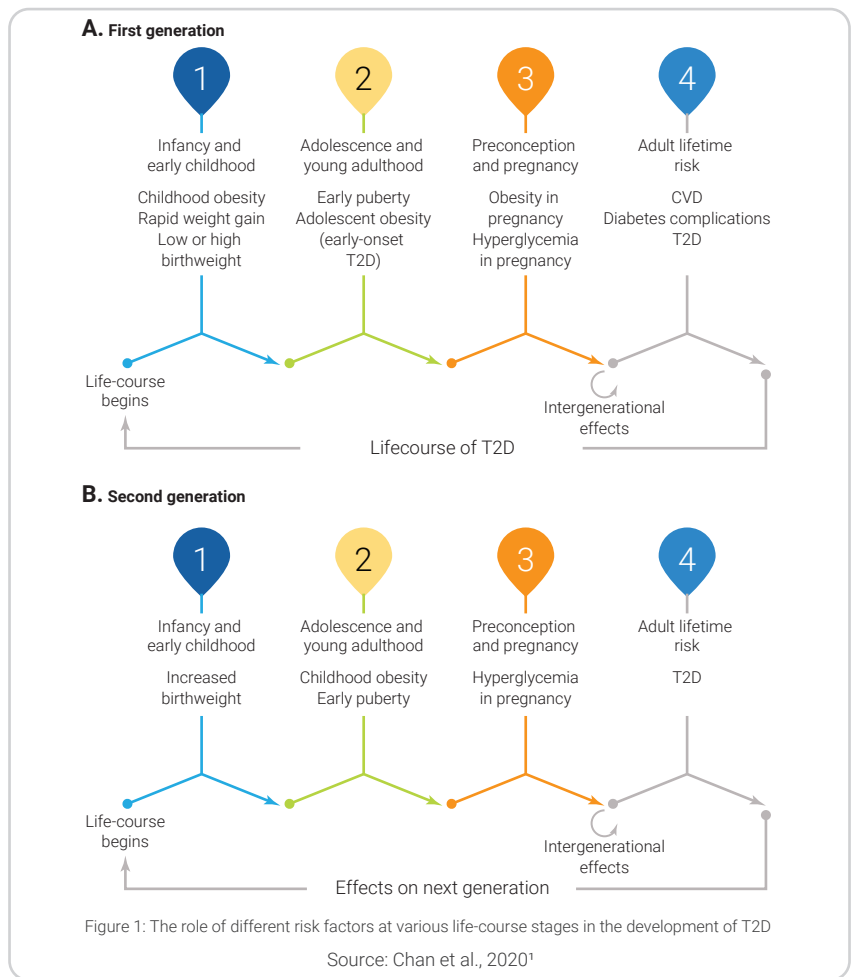 A. First generation
1
2
3
4
Infancy and
early childhood
Childhood obesity
Rapid weight gain
Low or high
birthweight
Adolescence and
young adulthood
Early puberty
Adolescent obesity
(early-onset
T2D)
Preconception
and pregnancy
Obesity in
pregnancy
Hyperglycemia
in pregnancy
Adult lifetime
risk
CVD
Diabetes complications
T2D
Life-course
begins
Intergenerational
effects
Lifecourse of T2D
B. Second generation
1
2
3
4
Infancy and
early childhood
Increased
birthweight
Adolescence and
young adulthood
Childhood obesity
Early puberty
Preconception
and pregnancy
Hyperglycemia
in pregnancy
Adult lifetime
risk
T2D
Life-course
begins
Intergenerational
effects
Effects on next generation
Figure 1: The role of different risk factors at various life-course stages in the development of T2D
Source: Chan et al., 2020¹